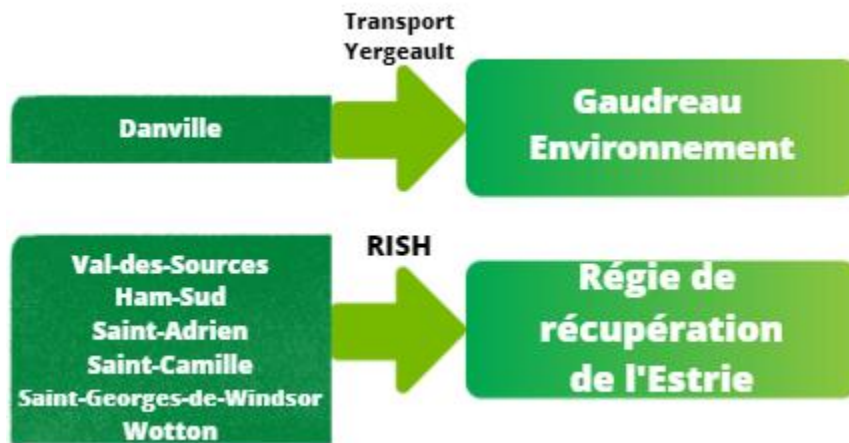 Transport
Yergeault
Danville
Gaudreau
Environnement
Val-des-Sources
Ham-Sud
Saint-Adrien
Saint-Camille
Saint-Georges-de-Windsor
Wotton
RISH
Régie de
récupération
de l'Estrie